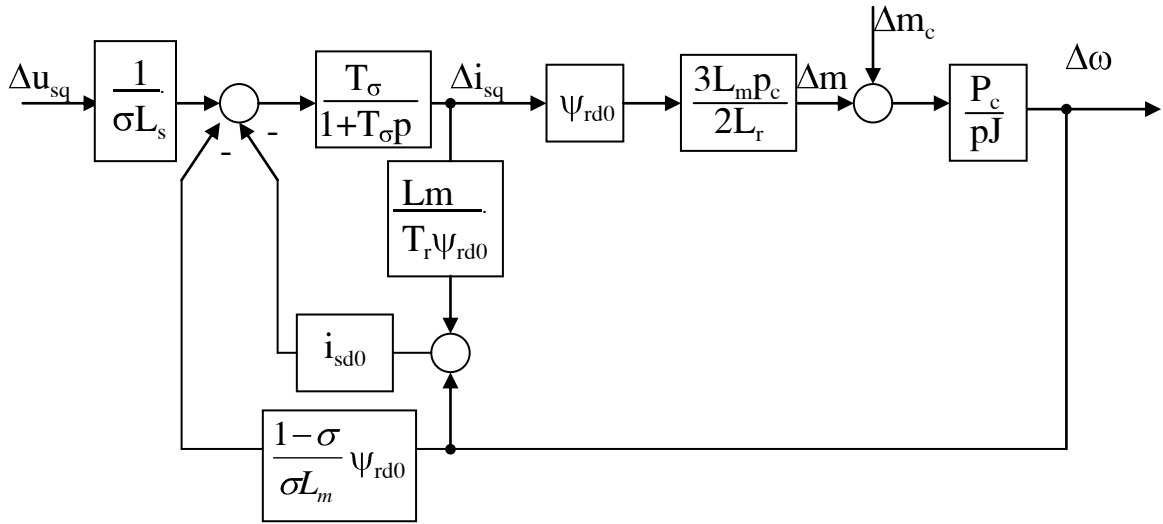 Δu_sq
1
σL_s
-
-
T_σ
1+T_σp
Δi_sq
ψ_rd0
3L_mp_c
2L_r
Δm
Δm_c
P_c
pJ
Δω
Lm
T_rψ_rd0
i_sd0
1-σ
σL_m
ψ_rd0